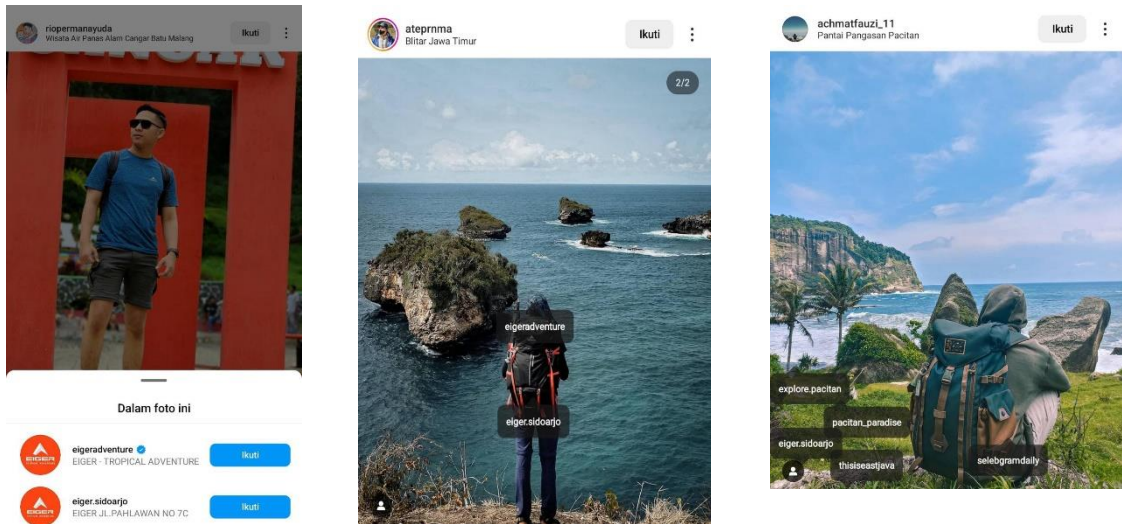 riopermanayuda
Wisata Air Panas Alam Cangar Batu Malang
Ikuti
Dalam foto ini
EIGER
eigeradventure
EIGER - TROPICAL ADVENTURE
Ikuti
EIGER
eiger.sidoarjo
EIGER JL.PAHLAWAN NO 7C
Ikuti
ateprnma
Blitar Jawa Timur
Ikuti
2/2
eigeradventure
eiger.sidoarjo
achmatfauzi_11
Pantai Pangasan Pacitan
Ikuti
explore.pacitan
pacitan_paradise
eiger.sidoarjo
thisiseastjava
selebgramdaily